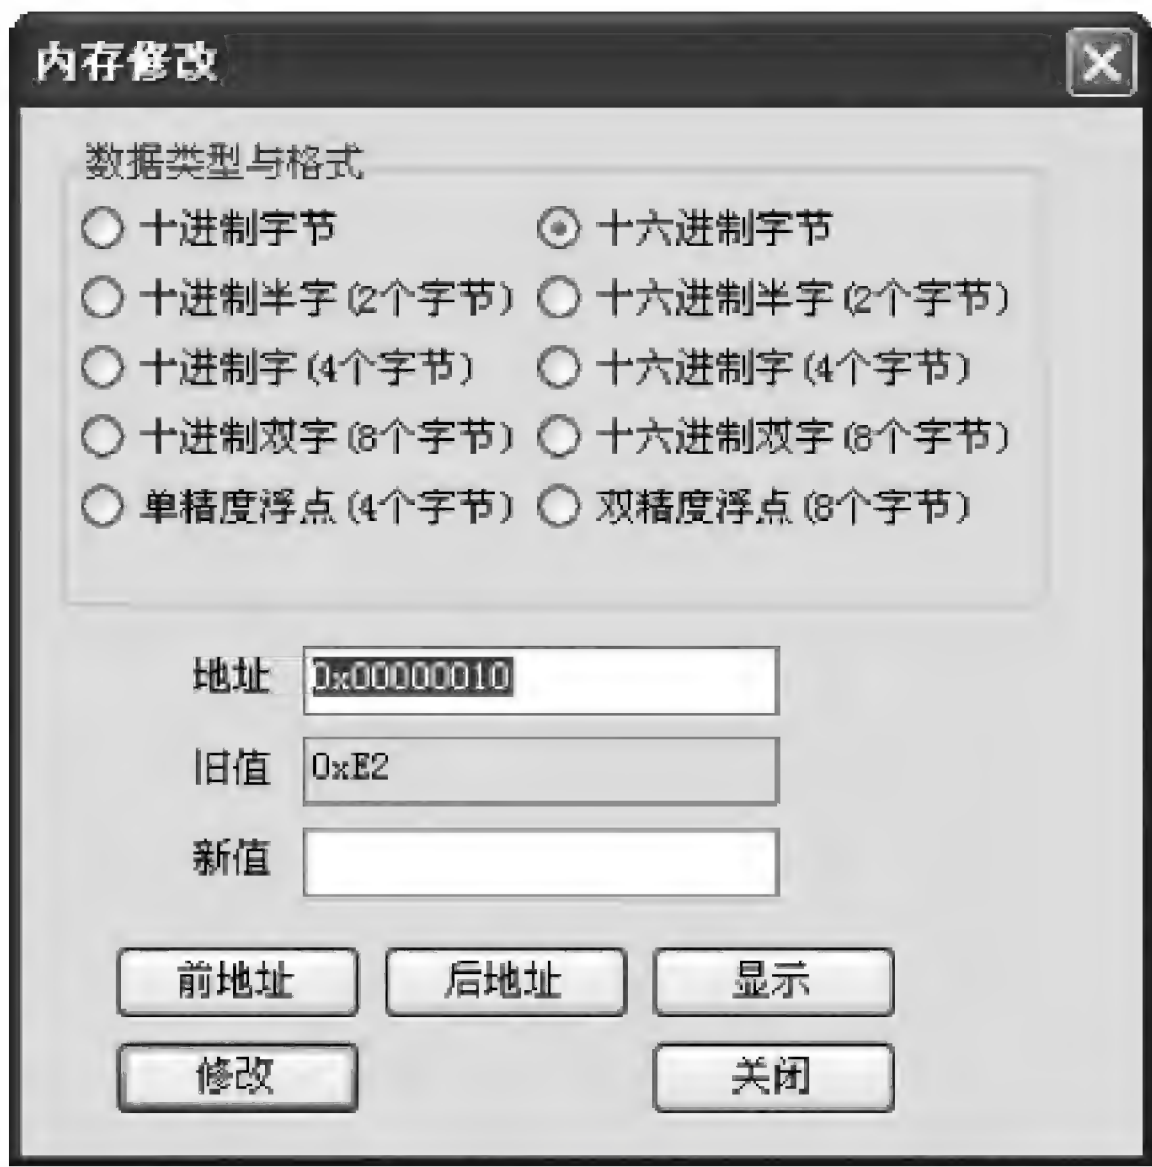 内存修改
数据类型与格式
十进制字节 十六进制字节
十进制半字(2个字节) 十六进制半字(2个字节)
十进制字(4个字节) 十六进制字(4个字节)
十进制双字(8个字节) 十六进制双字(8个字节)
单精度浮点(4个字节) 双精度浮点(8个字节)
地址 0x00000010
旧值 0xE2
新值
前地址 后地址 显示
修改 关闭